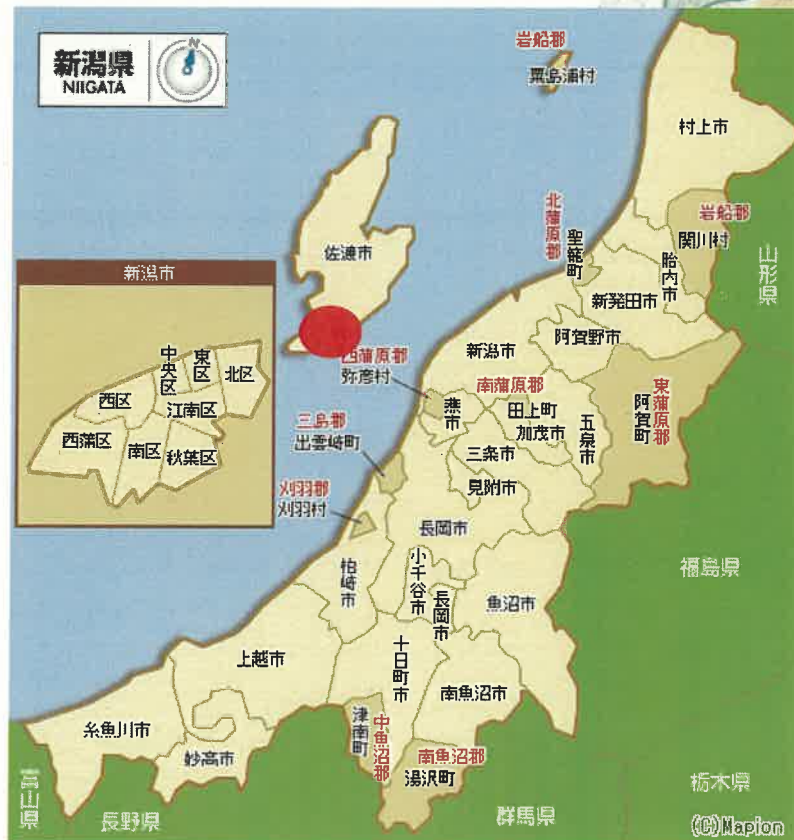 新潟県
NIIGATA
N
岩船郡
粟島浦村
村上市
岩船郡
関川村
北蒲原郡
聖籠町
胎内市
山形県
佐渡市
新発田市
阿賀野市
新潟市
新潟市
中央区
東区
北区
西区
江南区
西蒲区
南区
秋葉区
西蒲原郡
弥彦村
南蒲原郡
田上町
加茂市
燕市
五泉市
東蒲原郡
阿賀町
三島郡
出雲崎町
三条市
見附市
刈羽郡
刈羽村
長岡市
柏崎市
小千谷市
長岡市
魚沼市
福島県
上越市
十日町市
南魚沼市
糸魚川市
妙高市
津南町
中魚沼郡
南魚沼郡
湯沢町
富山県
長野県
群馬県
栃木県
(C)Mapion